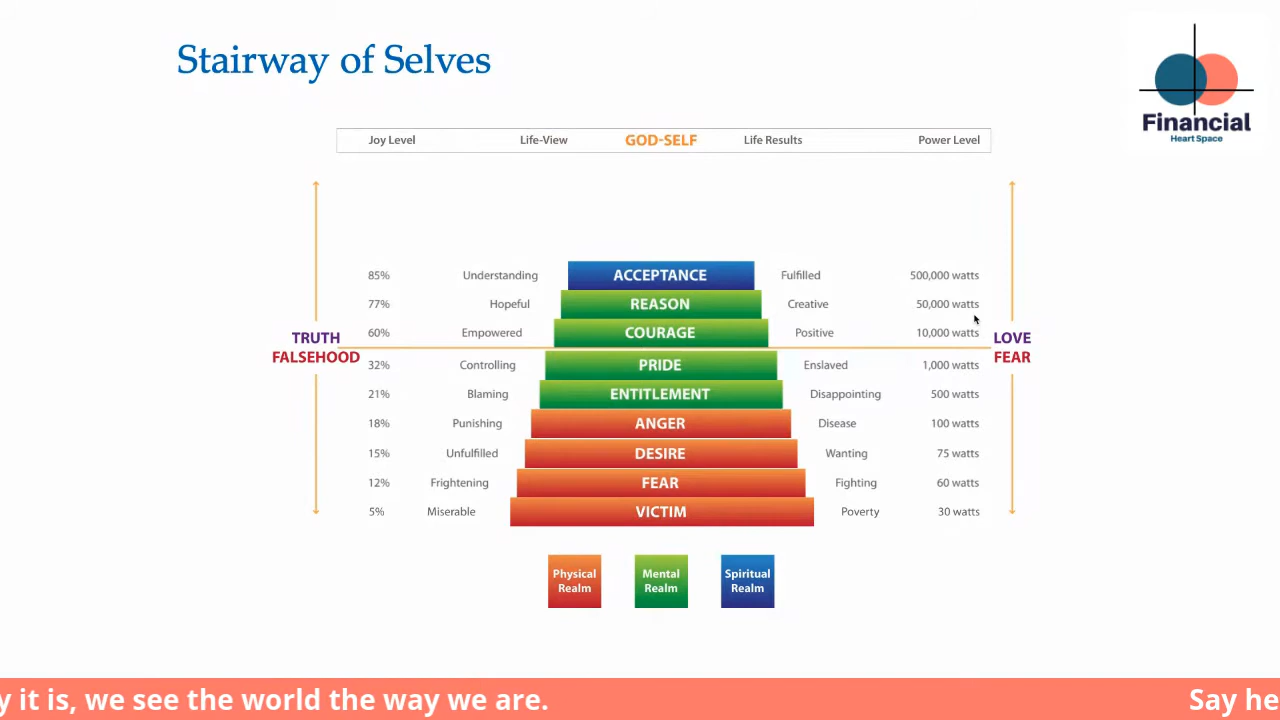 Stairway of Selves
Financial
Heart Space
Joy Level Life-View GOD-SELF Life Results Power Level
85% Understanding ACCEPTANCE Fulfilled 500,000 watts
77% Hopeful REASON Creative 50,000 watts
60% Empowered COURAGE Positive 10,000 watts
TRUTH LOVE
FALSEHOOD FEAR
32% Controlling PRIDE Enslaved 1,000 watts
21% Blaming ENTITLEMENT Disappointing 500 watts
18% Punishing ANGER Disease 100 watts
15% Unfulfilled DESIRE Wanting 75 watts
12% Frightening FEAR Fighting 60 watts
5% Miserable VICTIM Poverty 30 watts
Physical Realm
Mental Realm
Spiritual Realm
y it is, we see the world the way we are. Say he